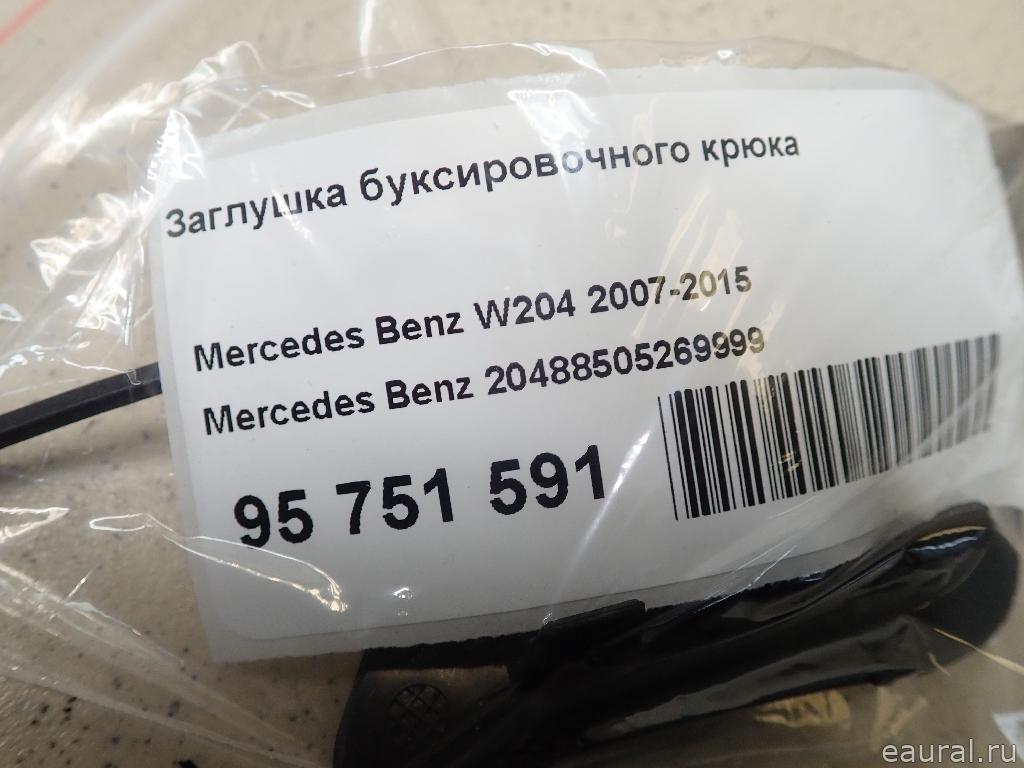 Заглушка буксировочного крюка
Mercedes Benz W204 2007-2015
Mercedes Benz 20488505269999
95 751 591
eaural.ru